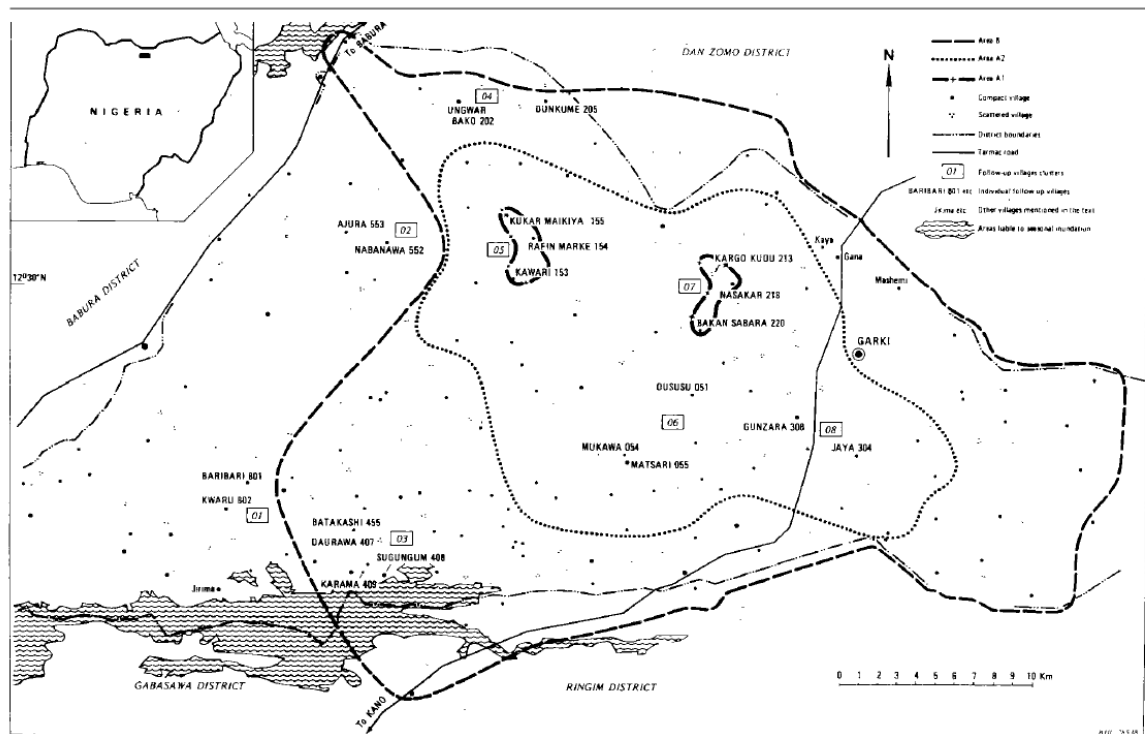 NIGERIA
To BABURA
DAN ZOMO DISTRICT
N
Area B
Area A2
Area A1
Compact village
Scattered village
District boundaries
Tarmac road
01
Follow-up villages clusters
BARIBARI 801 etc
Individual follow up villages
Jirima etc
Other villages mentioned in the text
Areas liable to seasonal inundation
04
UNGWAR
BAKO 202
DUNKUME 205
AJURA 553
02
NABANAWA 552
KUKAR MAIKIYA 155
05
RAFIN MARKE 154
KAWARI 153
Kaya
Gana
KARGO KUDU 213
07
NASAKAR 218
BAKAN SABARA 220
Masheml
12°30'N
BABURA DISTRICT
GARKI
OUSUSU 051
06
GUNZARA 308
08
JAYA 304
MUKAWA 054
MATSARI 055
BARIBARI 801
KWARU 802
01
BATAKASHI 455
DAURAWA 407
03
SUGUNGUM 408
KARAMA 409
Jirima
GABASAWA DISTRICT
RINGIM DISTRICT
To KANO
0 1 2 3 4 5 6 7 8 9 10 Km